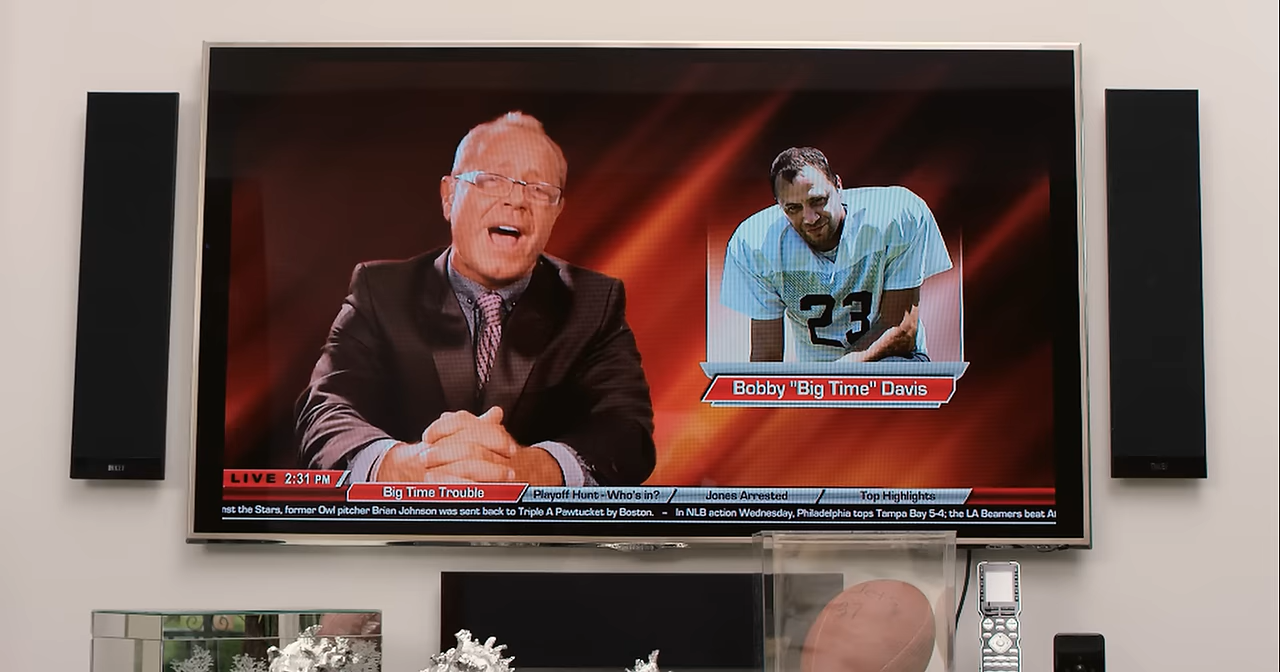 23
Bobby "Big Time" Davis
LIVE 2:31 PM
Big Time Trouble
Playoff Hunt - Who's in?
Jones Arrested
Top Highlights
nst the Stars, former Owl pitcher Brian Johnson was sent back to Triple A Pawtucket by Boston. – In NLB action Wednesday, Philadelphia tops Tampa Bay 5-4; the LA Beamers beat A